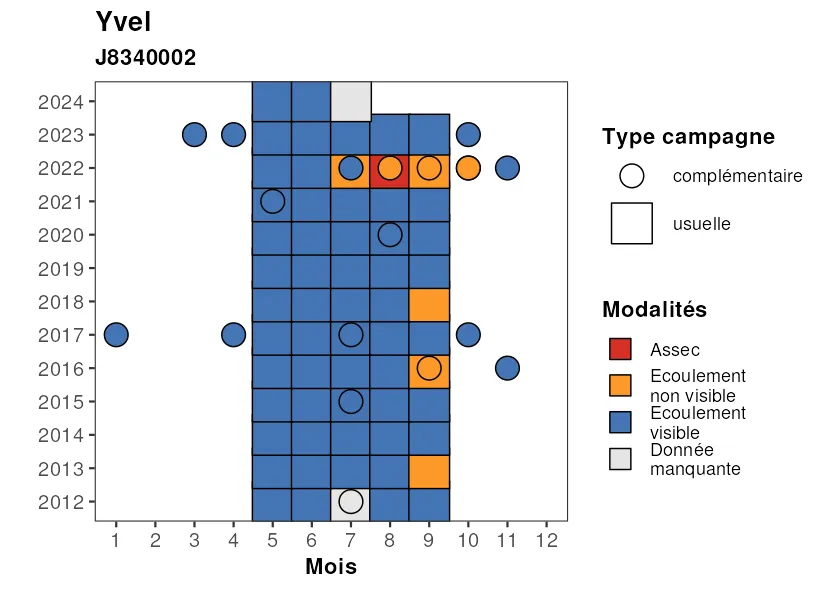 Yvel
J8340002
2024
2023
2022
2021
2020
2019
2018
2017
2016
2015
2014
2013
2012
1 2 3 4 5 6 7 8 9 10 11 12
Mois
Type campagne
complémentaire
usuelle
Modalités
Assec
Ecoulement
non visible
Ecoulement
visible
Donnée
manquante